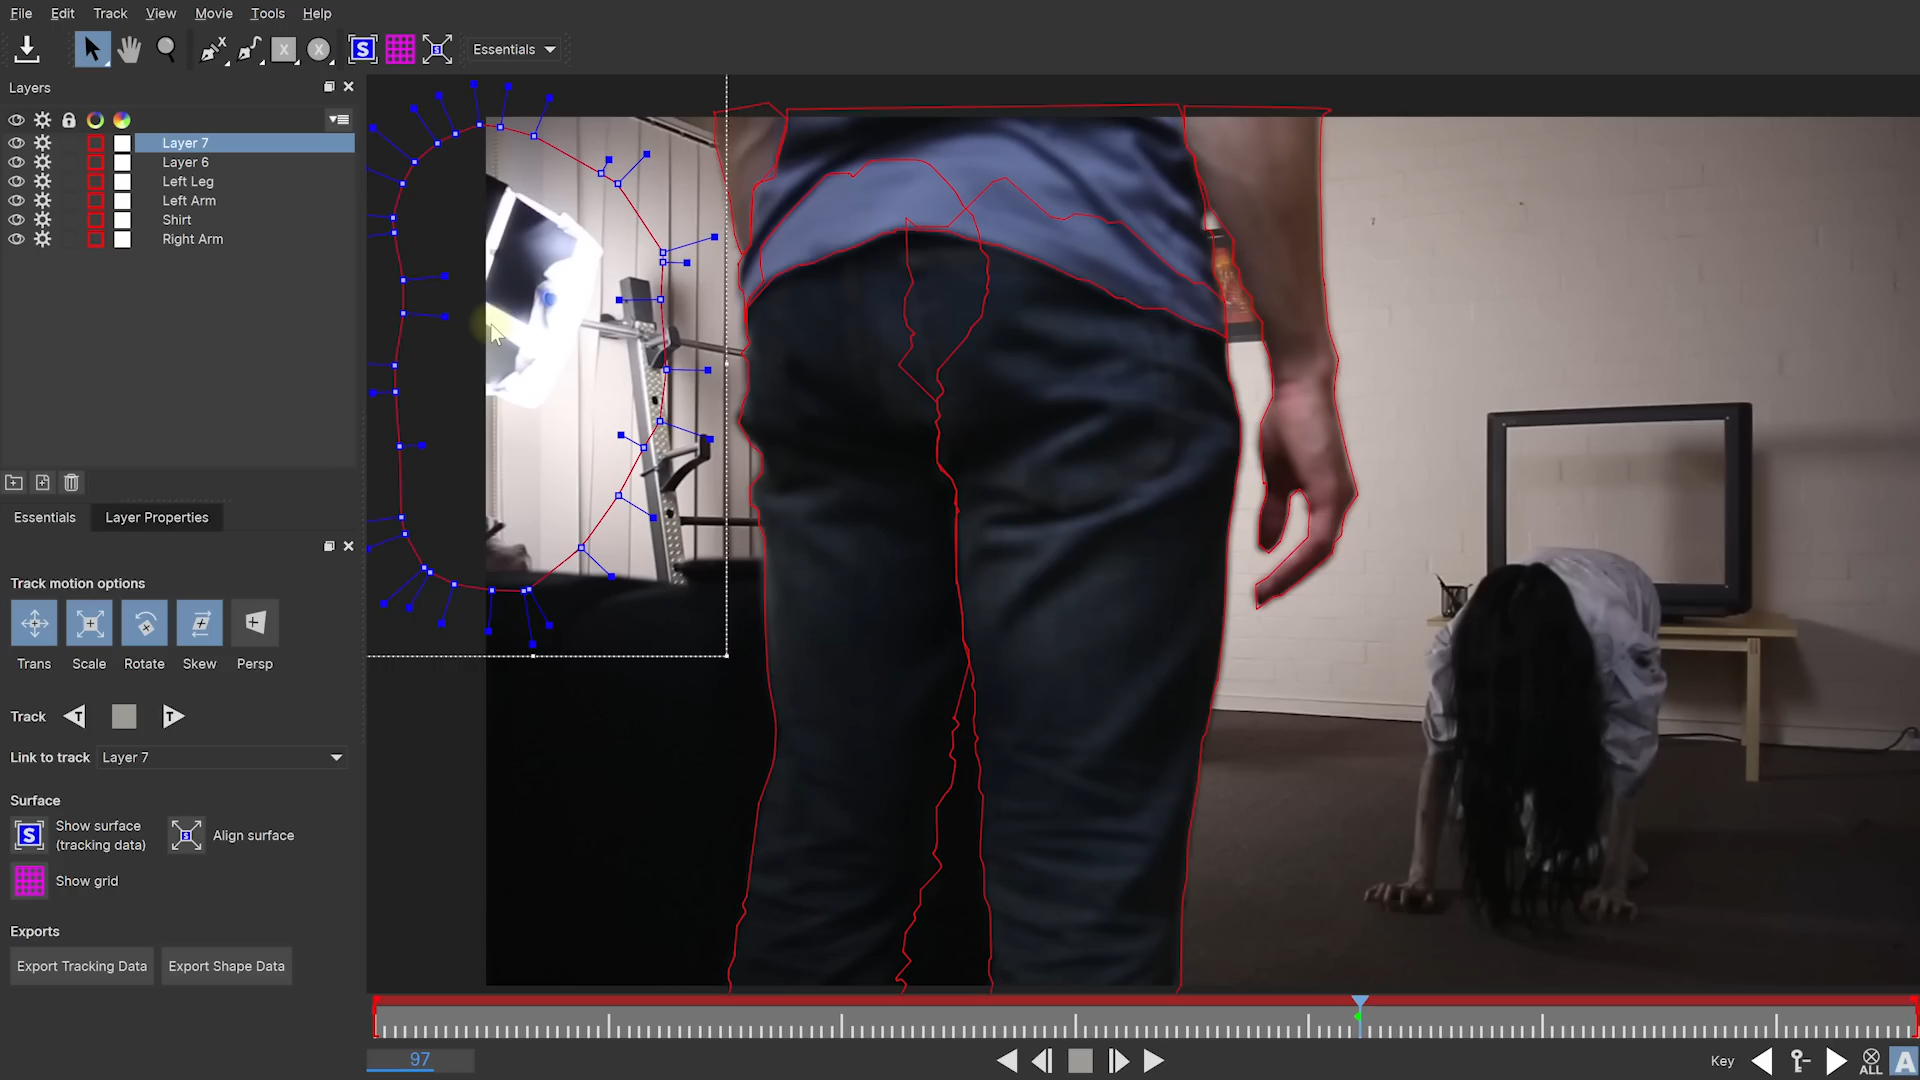 File Edit Track View Movie Tools Help
S S Essentials
Layers
Layer 7
Layer 6
Left Leg
Left Arm
Shirt
Right Arm
Essentials Layer Properties
Track motion options
Trans Scale Rotate Skew Persp
Track T T
Link to track Layer 7
Surface
S Show surface (tracking data) S Align surface
Show grid
Exports
Export Tracking Data Export Shape Data
97 Key ALL A